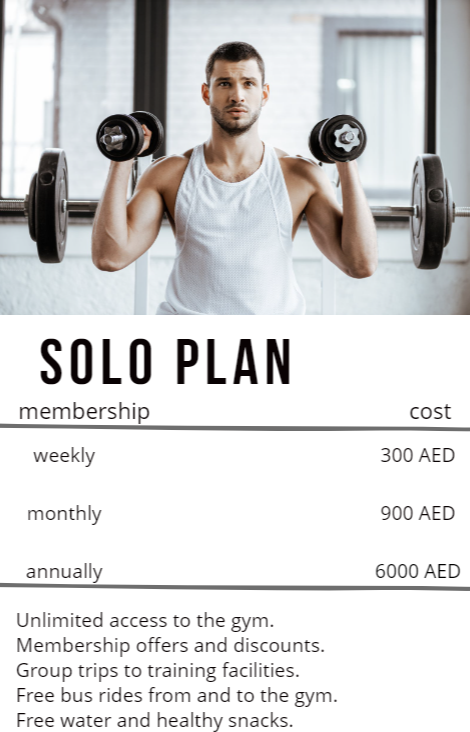 SOLO PLAN
membership cost
weekly 300 AED
monthly 900 AED
annually 6000 AED
Unlimited access to the gym.
Membership offers and discounts.
Group trips to training facilities.
Free bus rides from and to the gym.
Free water and healthy snacks.